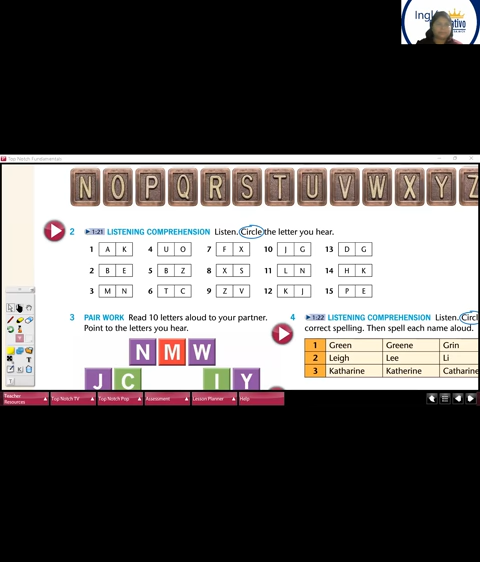 Ingl
ativo
Top Notch Fundamentals
N O P Q R S T U V W X Y Z
2 1:21 LISTENING COMPREHENSION Listen. Circle the letter you hear.
1 A K 4 U O 7 F X 10 J G 13 D G
2 B E 5 B Z 8 X S 11 L N 14 H K
3 M N 6 T C 9 Z V 12 K J 15 P E
3 PAIR WORK Read 10 letters aloud to your partner.
Point to the letters you hear.
N M W
J C I Y
4 1:22 LISTENING COMPREHENSION Listen. Circl
correct spelling. Then spell each name aloud.
1 Green Greene Grin
2 Leigh Lee Li
3 Katharine Katherine Catharine
Teacher Resources Top Notch TV Top Notch Pop Assessment Lesson Planner Help